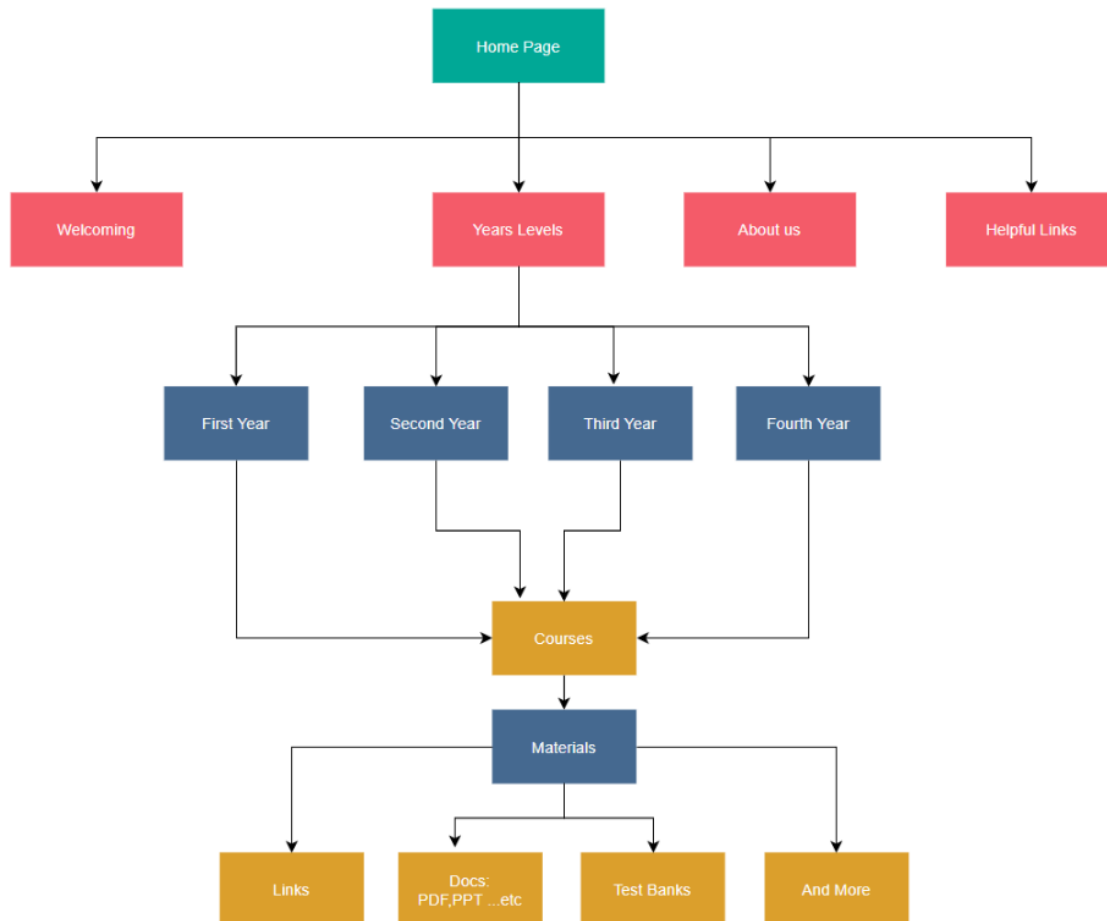 Home Page
Welcoming
Years Levels
About us
Helpful Links
First Year
Second Year
Third Year
Fourth Year
Courses
Materials
Links
Docs:
PDF,PPT ...etc
Test Banks
And More